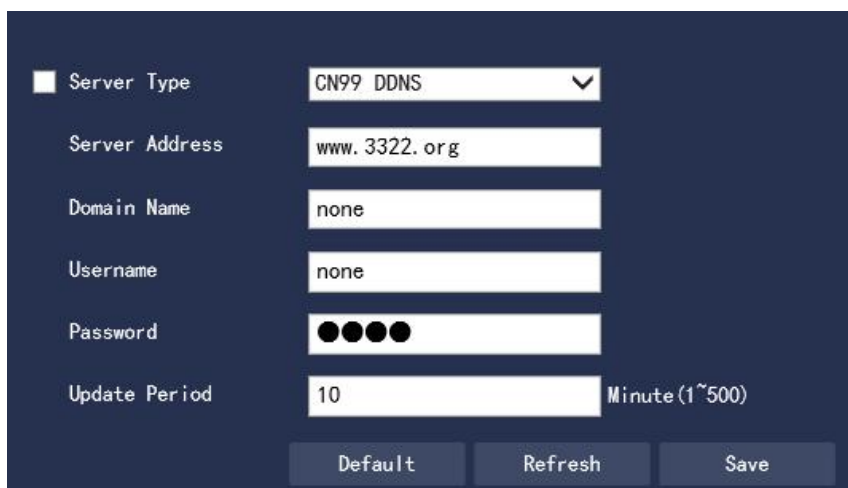 Server Type CN99 DDNS
Server Address www.3322.org
Domain Name none
Username none
Password ●●●●
Update Period 10 Minute(1~500)
Default Refresh Save